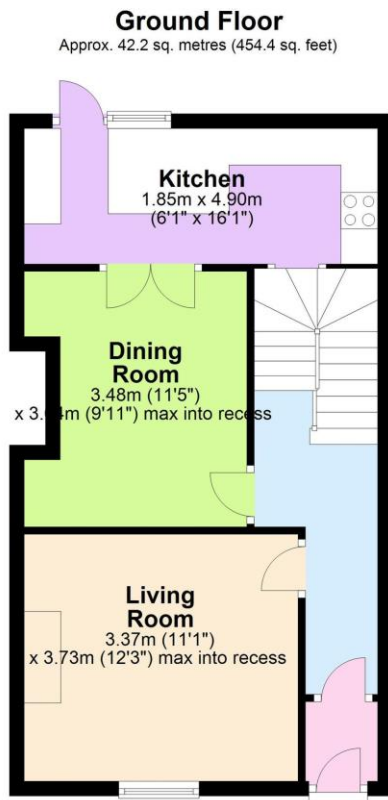 Ground Floor
Approx. 42.2 sq. metres (454.4 sq. feet)
Kitchen
1.85m x 4.90m
(6'1" x 16'1")
Dining
Room
3.48m (11'5")
x (9'11") max into recess
Living
Room
3.37m (11'1")
x 3.73m (12'3") max into recess